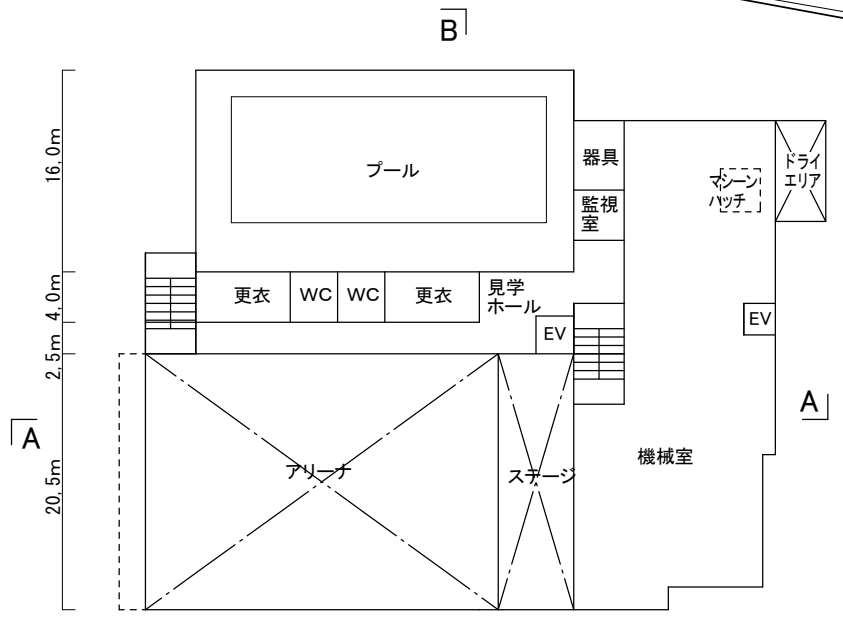 B
16,0m
プール
器具
監視
室
マシーン
ハッチ
ドライ
エリア
4,0m
更衣
WC
WC
更衣
見学
ホール
EV
EV
2,5m
A
A
20,5m
アリーナ
ステージ
機械室